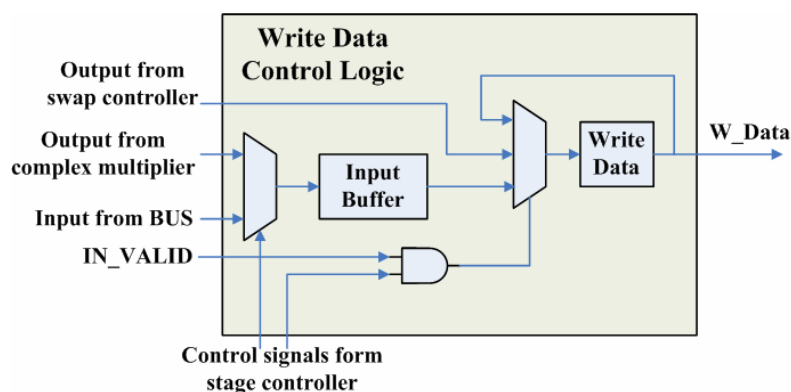 Write Data
Control Logic
Output from
swap controller
Output from
complex multiplier
Input from BUS
IN_VALID
Input
Buffer
Write
Data
W_Data
Control signals form
stage controller